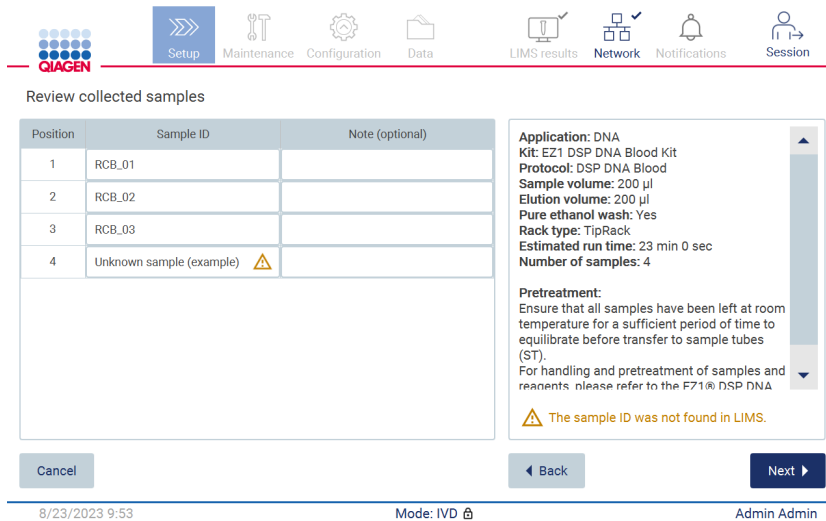 QIAGEN
Setup
Maintenance
Configuration
Data
LIMS results
Network
Notifications
Session
Review collected samples
Position Sample ID Note (optional)
1 RCB_01
2 RCB_02
3 RCB_03
4 Unknown sample (example)
Application: DNA
Kit: EZ1 DSP DNA Blood Kit
Protocol: DSP DNA Blood
Sample volume: 200 µl
Elution volume: 200 µl
Pure ethanol wash: Yes
Rack type: TipRack
Estimated run time: 23 min 0 sec
Number of samples: 4
Pretreatment:
Ensure that all samples have been left at room
temperature for a sufficient period of time to
equilibrate before transfer to sample tubes
(ST).
For handling and pretreatment of samples and
reagents, please refer to the EZ1® DSP DNA
The sample ID was not found in LIMS.
Cancel
Back
Next
8/23/2023 9:53
Mode: IVD
Admin Admin